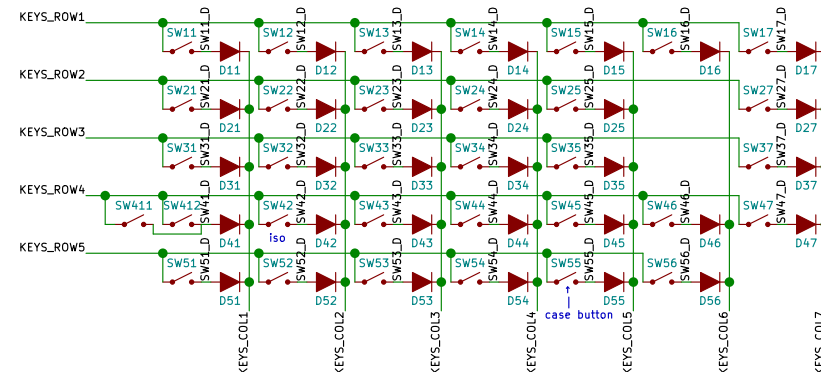 KEYS_ROW1 SW11 SW11_D SW12 SW12_D SW13 SW13_D SW14 SW14_D SW15 SW15_D SW16 SW16_D SW17 SW17_D
D11 D12 D13 D14 D15 D16 D17
KEYS_ROW2 SW21 SW21_D SW22 SW22_D SW23 SW23_D SW24 SW24_D SW25 SW25_D SW27 SW27_D
D21 D22 D23 D24 D25 D27
KEYS_ROW3 SW31 SW31_D SW32 SW32_D SW33 SW33_D SW34 SW34_D SW35 SW35_D SW37 SW37_D
D31 D32 D33 D34 D35 D37
KEYS_ROW4 SW411 SW412 SW41_D SW42 SW42_D SW43 SW43_D SW44 SW44_D SW45 SW45_D SW46 SW46_D SW47 SW47_D
D41 D42 D43 D44 D45 D46 D47
iso
KEYS_ROW5 SW51 SW51_D SW52 SW52_D SW53 SW53_D SW54 SW54_D SW55 SW55_D SW56 SW56_D
D51 D52 D53 D54 D55 D56
case button
KEYS_COL1 KEYS_COL2 KEYS_COL3 KEYS_COL4 KEYS_COL5 KEYS_COL6 KEYS_COL7